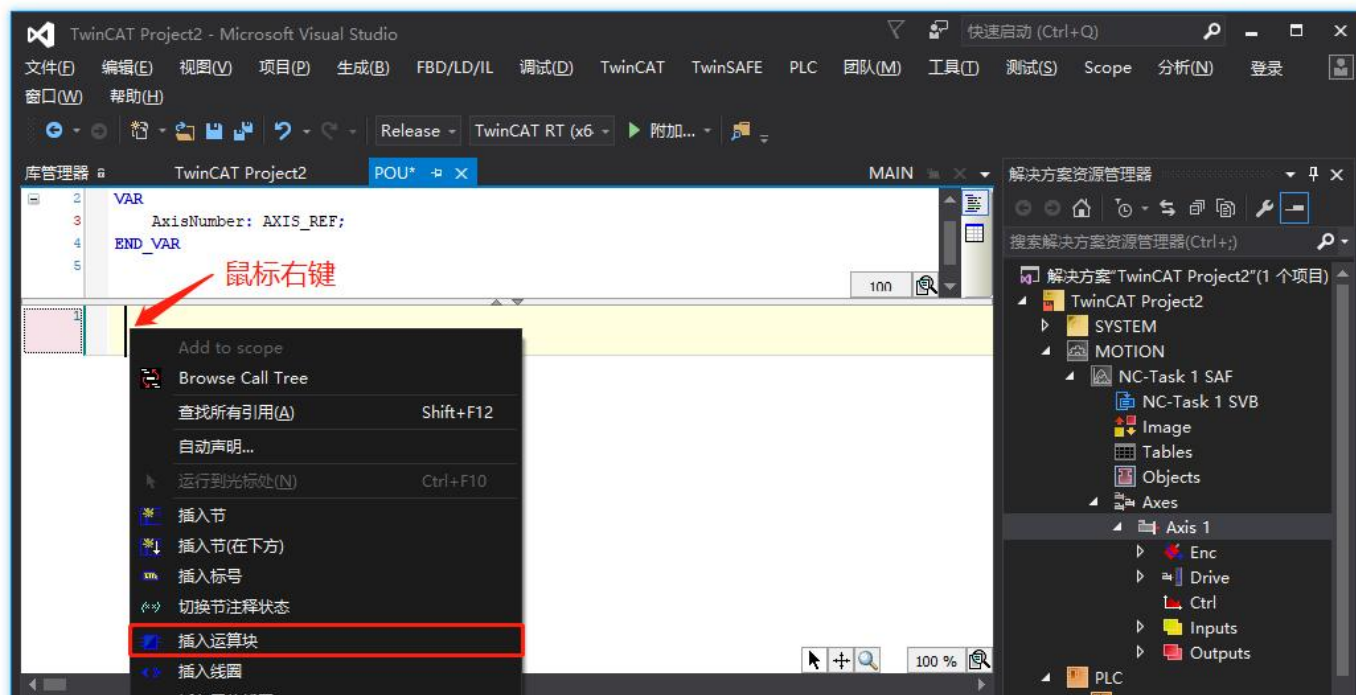 TwinCAT Project2 - Microsoft Visual Studio
快速启动 (Ctrl+Q)
文件(F) 编辑(E) 视图(V) 项目(P) 生成(B) FBD/LD/IL 调试(D) TwinCAT TwinSAFE PLC 团队(M) 工具(T) 测试(S) Scope 分析(N) 登录
窗口(W) 帮助(H)
Release TwinCAT RT (x6 附加...
库管理器 TwinCAT Project2 POU* MAIN
2 VAR
3 AxisNumber: AXIS_REF;
4 END_VAR
5
鼠标右键
100
1
Add to scope
Browse Call Tree
查找所有引用(A) Shift+F12
自动声明...
运行到光标处(N) Ctrl+F10
插入节
插入节(在下方)
插入标号
切换节注释状态
插入运算块
插入线圈
100 %
解决方案资源管理器
搜索解决方案资源管理器(Ctrl+;)
解决方案"TwinCAT Project2"(1 个项目)
TwinCAT Project2
SYSTEM
MOTION
NC-Task 1 SAF
NC-Task 1 SVB
Image
Tables
Objects
Axes
Axis 1
Enc
Drive
Ctrl
Inputs
Outputs
PLC